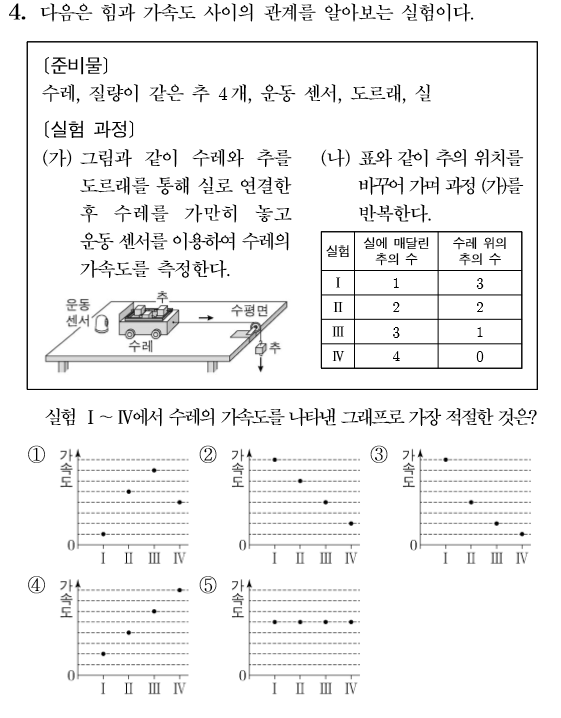 4. 다음은 힘과 가속도 사이의 관계를 알아보는 실험이다.
〔준비물〕
수레, 질량이 같은 추 4개, 운동 센서, 도르래, 실
〔실험 과정〕
(가) 그림과 같이 수레와 추를
도르래를 통해 실로 연결한
후 수레를 가만히 놓고
운동 센서를 이용하여 수레의
가속도를 측정한다.
운동
센서
추
수평면
수레
추
(나) 표와 같이 추의 위치를
바꾸어 가며 과정 (가)를
반복한다.
실험 실에 매달린 추의 수 수레 위의 추의 수
Ⅰ 1 3
Ⅱ 2 2
Ⅲ 3 1
Ⅳ 4 0
실험 Ⅰ ~ Ⅳ에서 수레의 가속도를 나타낸 그래프로 가장 적절한 것은?
① 가속도 0 Ⅰ Ⅱ Ⅲ Ⅳ
② 가속도 0 Ⅰ Ⅱ Ⅲ Ⅳ
③ 가속도 0 Ⅰ Ⅱ Ⅲ Ⅳ
④ 가속도 0 Ⅰ Ⅱ Ⅲ Ⅳ
⑤ 가속도 0 Ⅰ Ⅱ Ⅲ Ⅳ